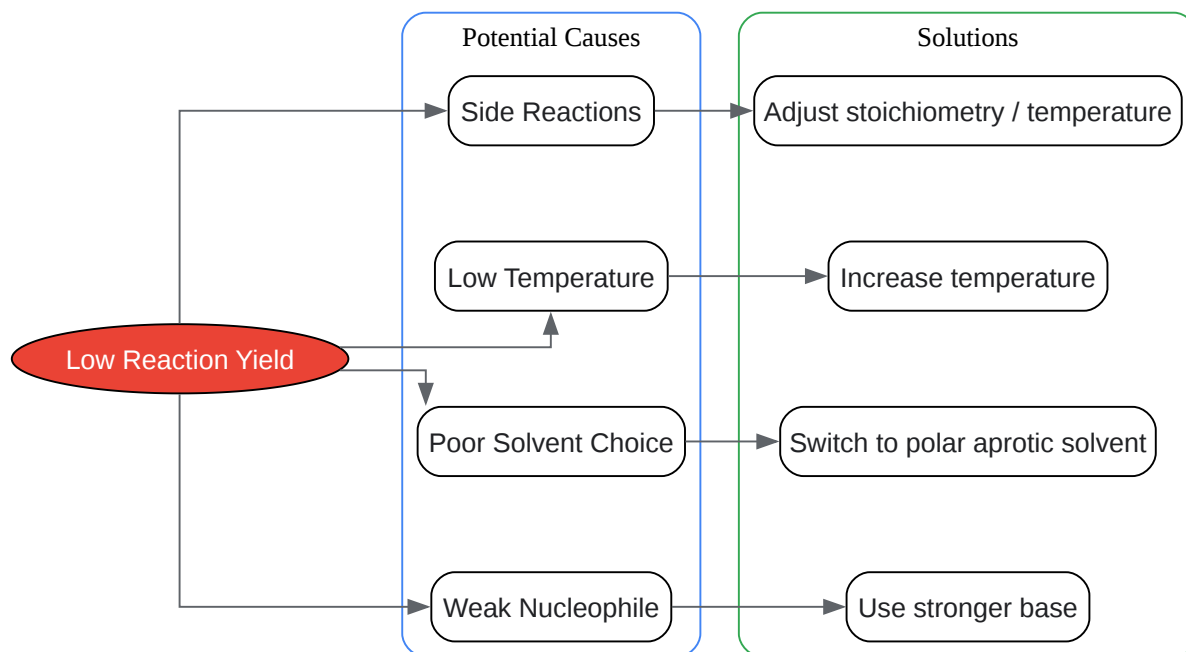 Potential Causes
Solutions
Side Reactions
Adjust stoichiometry / temperature
Low Temperature
Increase temperature
Low Reaction Yield
Poor Solvent Choice
Switch to polar aprotic solvent
Weak Nucleophile
Use stronger base